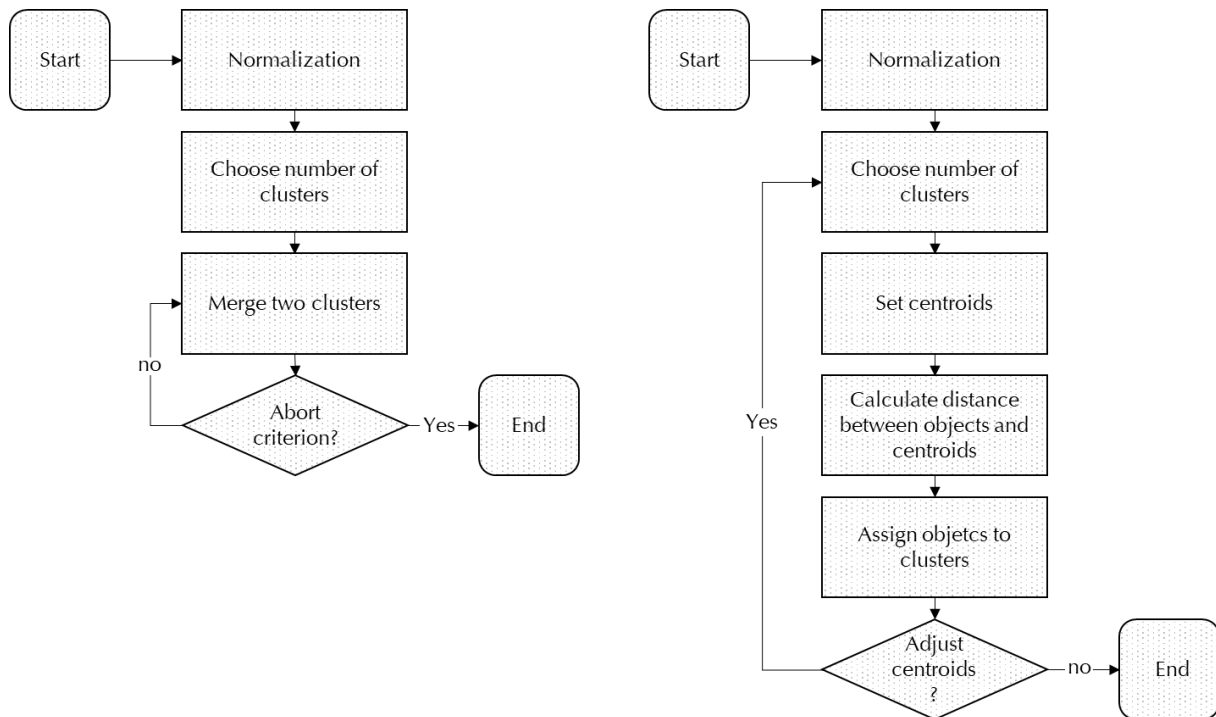 Start
Normalization
Choose number of
clusters
Merge two clusters
no
Abort
criterion?
Yes
End
Start
Normalization
Choose number of
clusters
Set centroids
Calculate distance
between objects and
centroids
Yes
Assign objetcs to
clusters
Adjust
centroids
?
no
End